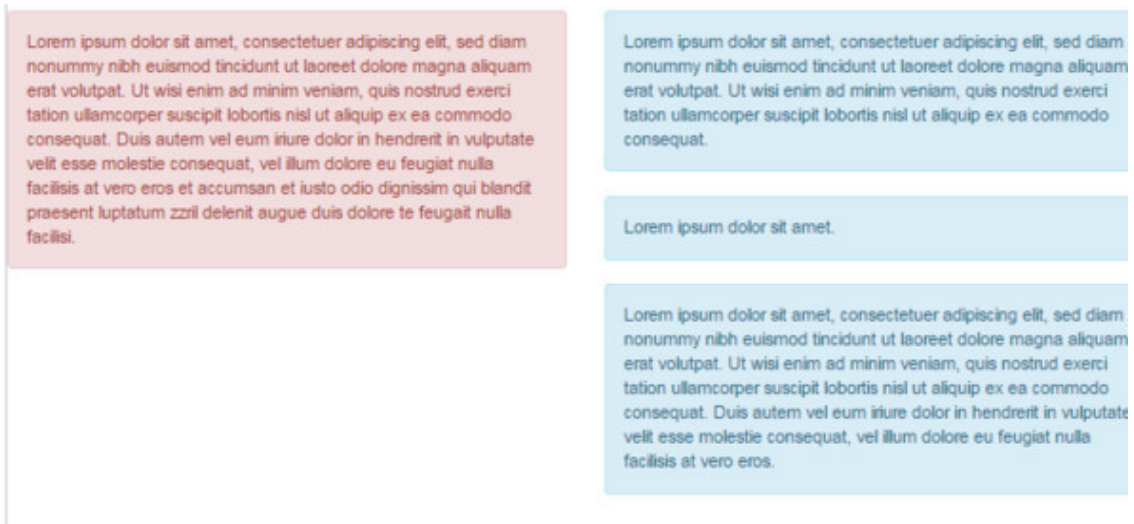 Lorem ipsum dolor sit amet, consectetuer adipiscing elit, sed diam
nonummy nibh euismod tincidunt ut laoreet dolore magna aliquam
erat volutpat. Ut wisi enim ad minim veniam, quis nostrud exerci
tation ullamcorper suscipit lobortis nisl ut aliquip ex ea commodo
consequat. Duis autem vel eum iriure dolor in hendrerit in vulputate
velit esse molestie consequat, vel illum dolore eu feugiat nulla
facilisis at vero eros et accumsan et iusto odio dignissim qui blandit
praesent luptatum zzril delenit augue duis dolore te feugait nulla
facilisi.
Lorem ipsum dolor sit amet, consectetuer adipiscing elit, sed diam
nonummy nibh euismod tincidunt ut laoreet dolore magna aliquam
erat volutpat. Ut wisi enim ad minim veniam, quis nostrud exerci
tation ullamcorper suscipit lobortis nisl ut aliquip ex ea commodo
consequat.
Lorem ipsum dolor sit amet.
Lorem ipsum dolor sit amet, consectetuer adipiscing elit, sed diam
nonummy nibh euismod tincidunt ut laoreet dolore magna aliquam
erat volutpat. Ut wisi enim ad minim veniam, quis nostrud exerci
tation ullamcorper suscipit lobortis nisl ut aliquip ex ea commodo
consequat. Duis autem vel eum iriure dolor in hendrerit in vulputate
velit esse molestie consequat, vel illum dolore eu feugiat nulla
facilisis at vero eros.